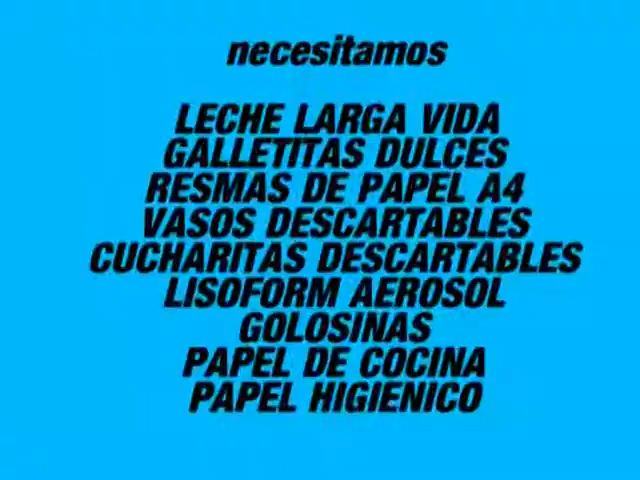 necesitamos
LECHE LARGA VIDA
GALLETITAS DULCES
RESMAS DE PAPEL A4
VASOS DESCARTABLES
CUCHARITAS DESCARTABLES
LISOFORM AEROSOL
GOLOSINAS
PAPEL DE COCINA
PAPEL HIGIENICO